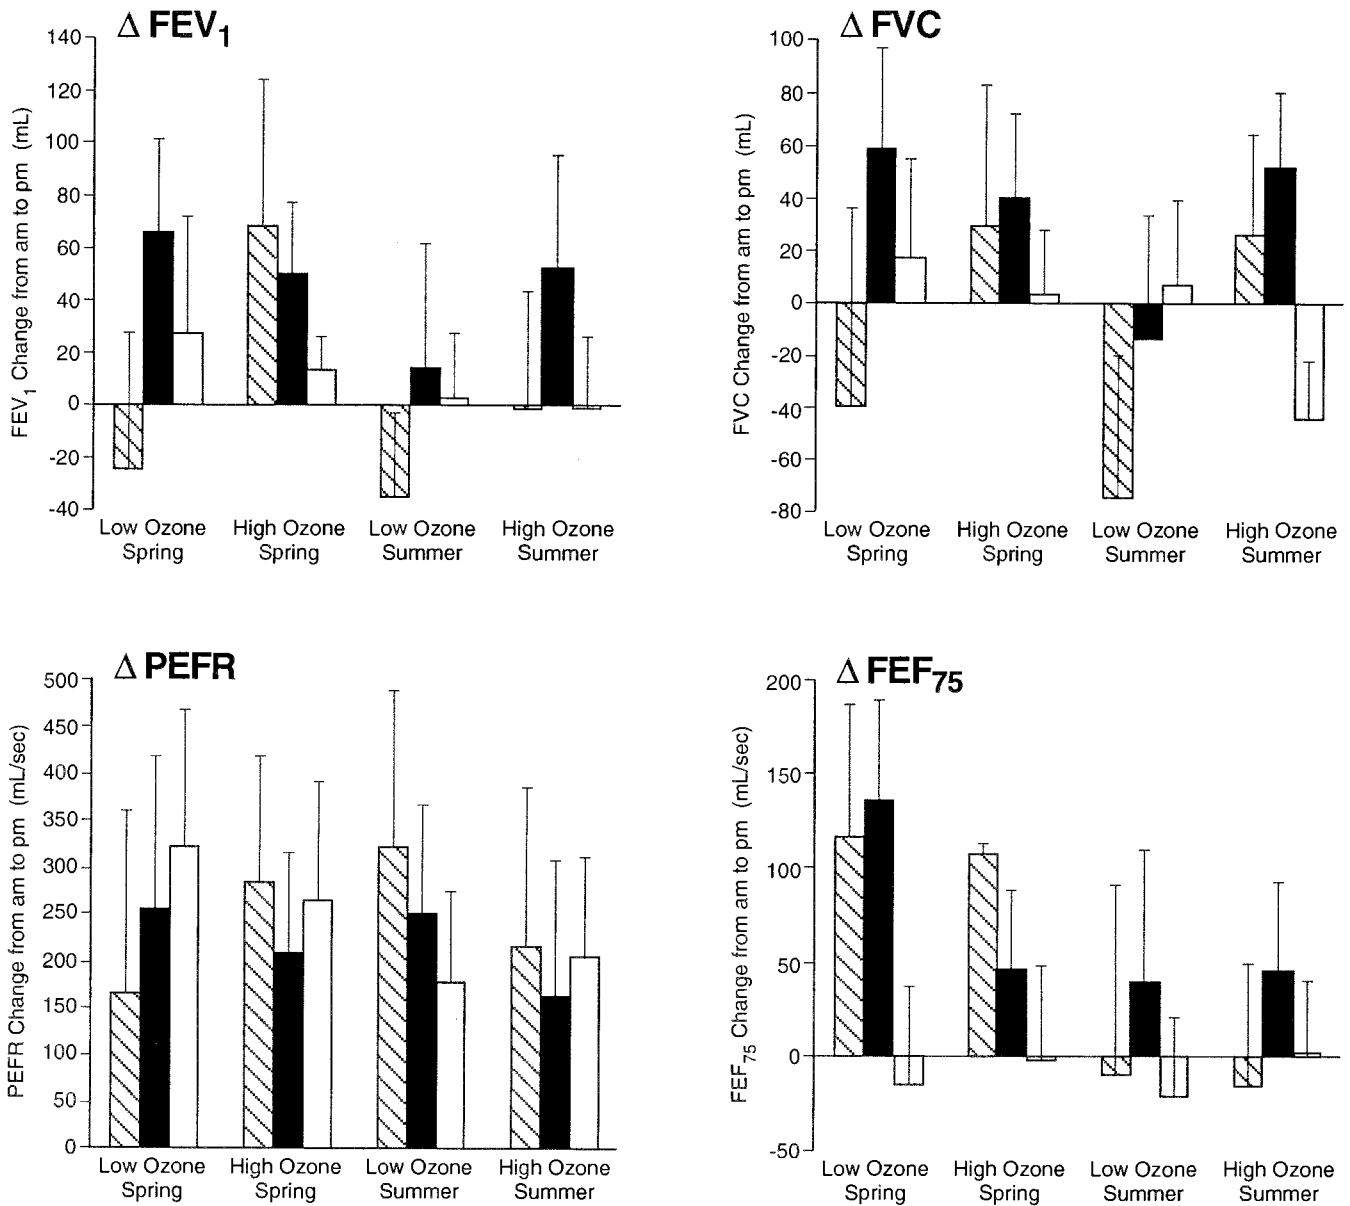 Δ FEV1
140
120
100
80
60
40
20
0
-20
-40
FEV1 Change from am to pm (mL)
Low Ozone Spring
High Ozone Spring
Low Ozone Summer
High Ozone Summer
Δ FVC
100
80
60
40
20
0
-20
-40
-60
-80
FVC Change from am to pm (mL)
Low Ozone Spring
High Ozone Spring
Low Ozone Summer
High Ozone Summer
Δ PEFR
500
450
400
350
300
250
200
150
100
50
0
PEFR Change from am to pm (mL/sec)
Low Ozone Spring
High Ozone Spring
Low Ozone Summer
High Ozone Summer
Δ FEF75
200
150
100
50
0
-50
FEF75 Change from am to pm (mL/sec)
Low Ozone Spring
High Ozone Spring
Low Ozone Summer
High Ozone Summer